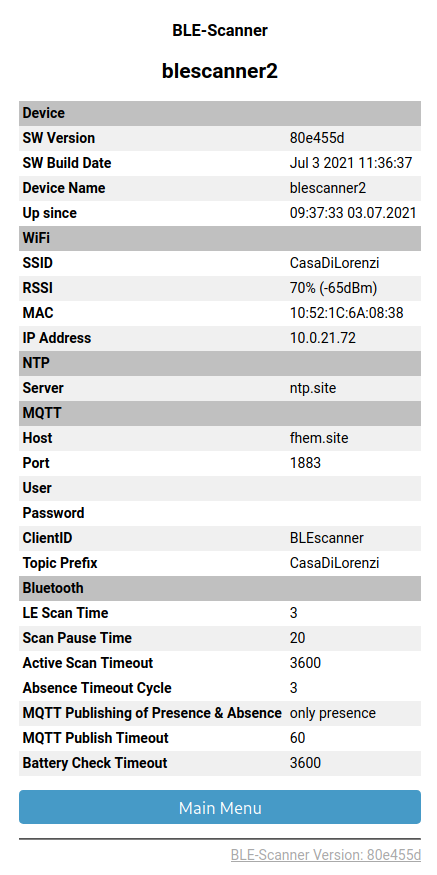 BLE-Scanner
blescanner2
Device
SW Version 80e455d
SW Build Date Jul 3 2021 11:36:37
Device Name blescanner2
Up since 09:37:33 03.07.2021
WiFi
SSID CasaDiLorenzi
RSSI 70% (-65dBm)
MAC 10:52:1C:6A:08:38
IP Address 10.0.21.72
NTP
Server ntp.site
MQTT
Host fhem.site
Port 1883
User
Password
ClientID BLEscanner
Topic Prefix CasaDiLorenzi
Bluetooth
LE Scan Time 3
Scan Pause Time 20
Active Scan Timeout 3600
Absence Timeout Cycle 3
MQTT Publishing of Presence & Absence only presence
MQTT Publish Timeout 60
Battery Check Timeout 3600
Main Menu
BLE-Scanner Version: 80e455d